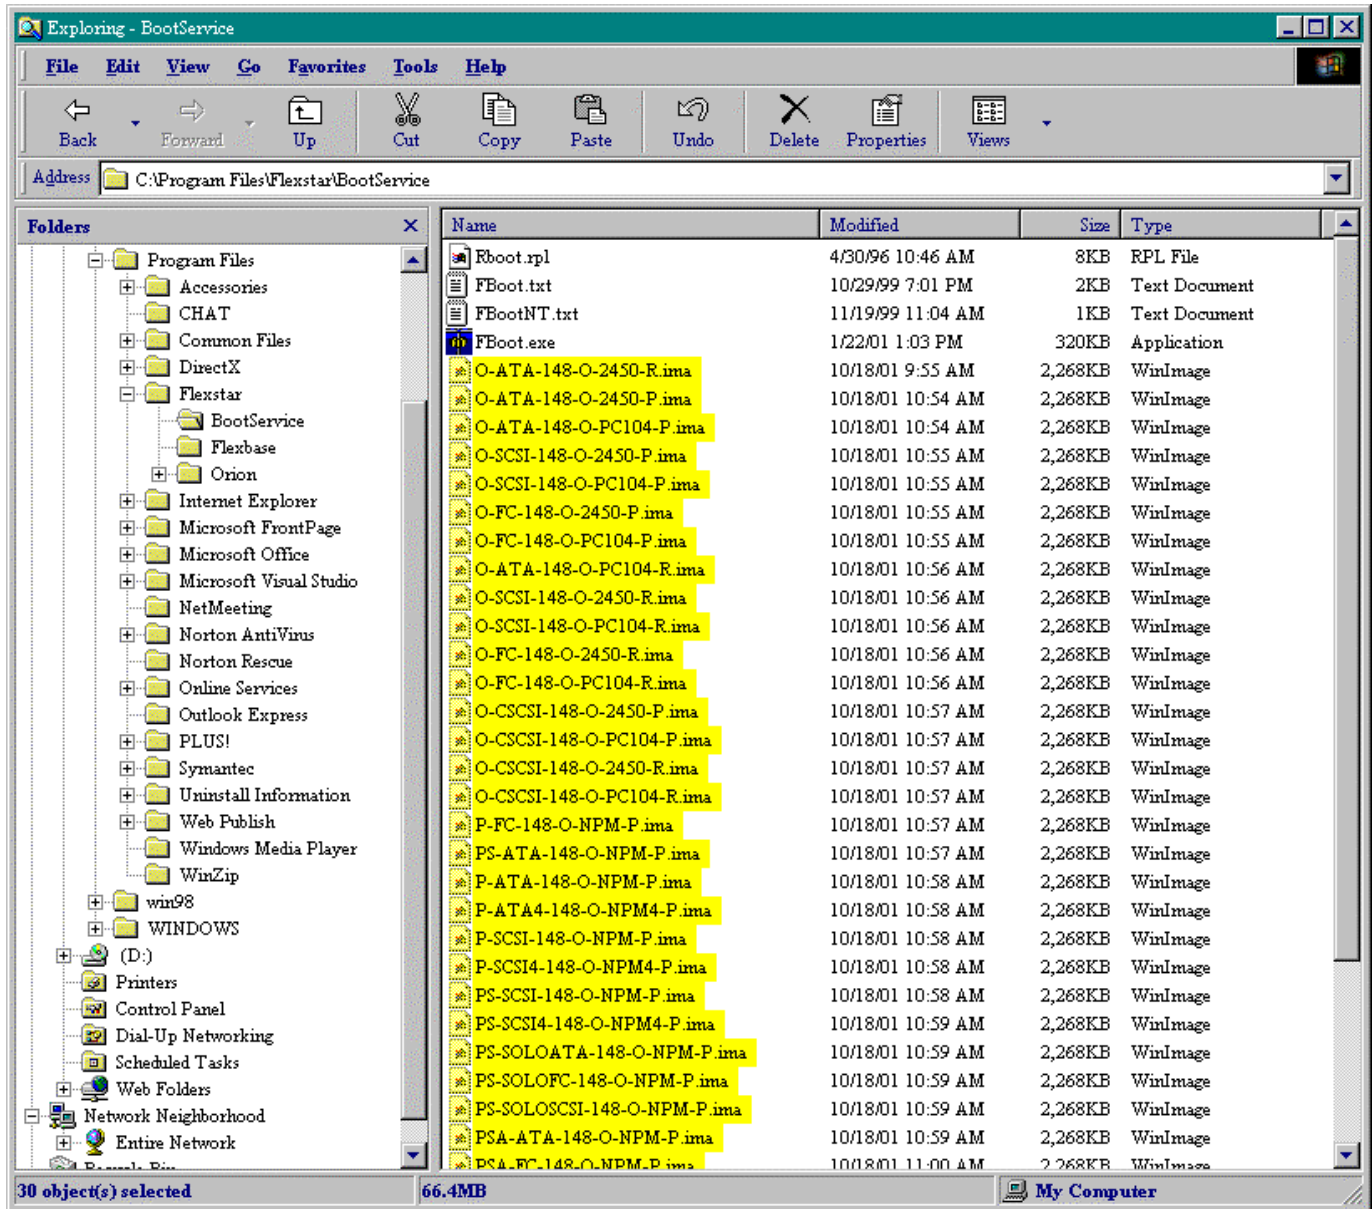 Exploring - BootService
File Edit View Go Favorites Tools Help
Back Forward Up Cut Copy Paste Undo Delete Properties Views
Address C:\Program Files\Flexstar\BootService
Folders
Program Files
Accessories
CHAT
Common Files
DirectX
Flexstar
BootService
Flexbase
Orion
Internet Explorer
Microsoft FrontPage
Microsoft Office
Microsoft Visual Studio
NetMeeting
Norton AntiVirus
Norton Rescue
Online Services
Outlook Express
PLUS!
Symantec
Uninstall Information
Web Publish
Windows Media Player
WinZip
win98
WINDOWS
(D:)
Printers
Control Panel
Dial-Up Networking
Scheduled Tasks
Web Folders
Network Neighborhood
Entire Network
Name Modified Size Type
Rboot.rpl 4/30/96 10:46 AM 8KB RPL File
FBoot.txt 10/29/99 7:01 PM 2KB Text Document
FBootNT.txt 11/19/99 11:04 AM 1KB Text Document
FBoot.exe 1/22/01 1:03 PM 320KB Application
O-ATA-148-O-2450-R.ima 10/18/01 9:55 AM 2,268KB WinImage
O-ATA-148-O-2450-P.ima 10/18/01 10:54 AM 2,268KB WinImage
O-ATA-148-O-PC104-P.ima 10/18/01 10:54 AM 2,268KB WinImage
O-SCSI-148-O-2450-P.ima 10/18/01 10:55 AM 2,268KB WinImage
O-SCSI-148-O-PC104-P.ima 10/18/01 10:55 AM 2,268KB WinImage
O-FC-148-O-2450-P.ima 10/18/01 10:55 AM 2,268KB WinImage
O-FC-148-O-PC104-P.ima 10/18/01 10:55 AM 2,268KB WinImage
O-ATA-148-O-PC104-R.ima 10/18/01 10:56 AM 2,268KB WinImage
O-SCSI-148-O-2450-R.ima 10/18/01 10:56 AM 2,268KB WinImage
O-SCSI-148-O-PC104-R.ima 10/18/01 10:56 AM 2,268KB WinImage
O-FC-148-O-2450-R.ima 10/18/01 10:56 AM 2,268KB WinImage
O-FC-148-O-PC104-R.ima 10/18/01 10:56 AM 2,268KB WinImage
O-CSCSI-148-O-2450-P.ima 10/18/01 10:57 AM 2,268KB WinImage
O-CSCSI-148-O-PC104-P.ima 10/18/01 10:57 AM 2,268KB WinImage
O-CSCSI-148-O-2450-R.ima 10/18/01 10:57 AM 2,268KB WinImage
O-CSCSI-148-O-PC104-R.ima 10/18/01 10:57 AM 2,268KB WinImage
P-FC-148-O-NPM-P.ima 10/18/01 10:57 AM 2,268KB WinImage
PS-ATA-148-O-NPM-P.ima 10/18/01 10:57 AM 2,268KB WinImage
P-ATA-148-O-NPM-P.ima 10/18/01 10:58 AM 2,268KB WinImage
P-ATA4-148-O-NPM4-P.ima 10/18/01 10:58 AM 2,268KB WinImage
P-SCSI-148-O-NPM-P.ima 10/18/01 10:58 AM 2,268KB WinImage
P-SCSI4-148-O-NPM4-P.ima 10/18/01 10:58 AM 2,268KB WinImage
PS-SCSI-148-O-NPM-P.ima 10/18/01 10:58 AM 2,268KB WinImage
PS-SCSI4-148-O-NPM4-P.ima 10/18/01 10:59 AM 2,268KB WinImage
PS-SOLOATA-148-O-NPM-P.ima 10/18/01 10:59 AM 2,268KB WinImage
PS-SOLOFC-148-O-NPM-P.ima 10/18/01 10:59 AM 2,268KB WinImage
PS-SOLOSCSI-148-O-NPM-P.ima 10/18/01 10:59 AM 2,268KB WinImage
PSA-ATA-148-O-NPM-P.ima 10/18/01 10:59 AM 2,268KB WinImage
PSA-FC-148-O-NPM-P.ima 10/18/01 11:00 AM 2,268KB WinImage
30 object(s) selected 66.4MB My Computer